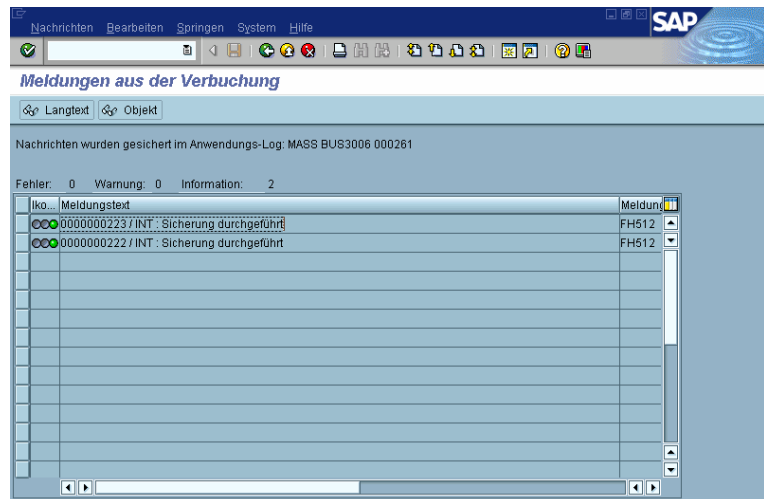 Nachrichten Bearbeiten Springen System Hilfe
SAP
Meldungen aus der Verbuchung
Langtext Objekt
Nachrichten wurden gesichert im Anwendungs-Log: MASS BUS3006 000261
Fehler: 0 Warnung: 0 Information: 2
Iko... Meldungstext Meldung
0000000223 / INT : Sicherung durchgeführt FH512
0000000222 / INT : Sicherung durchgeführt FH512